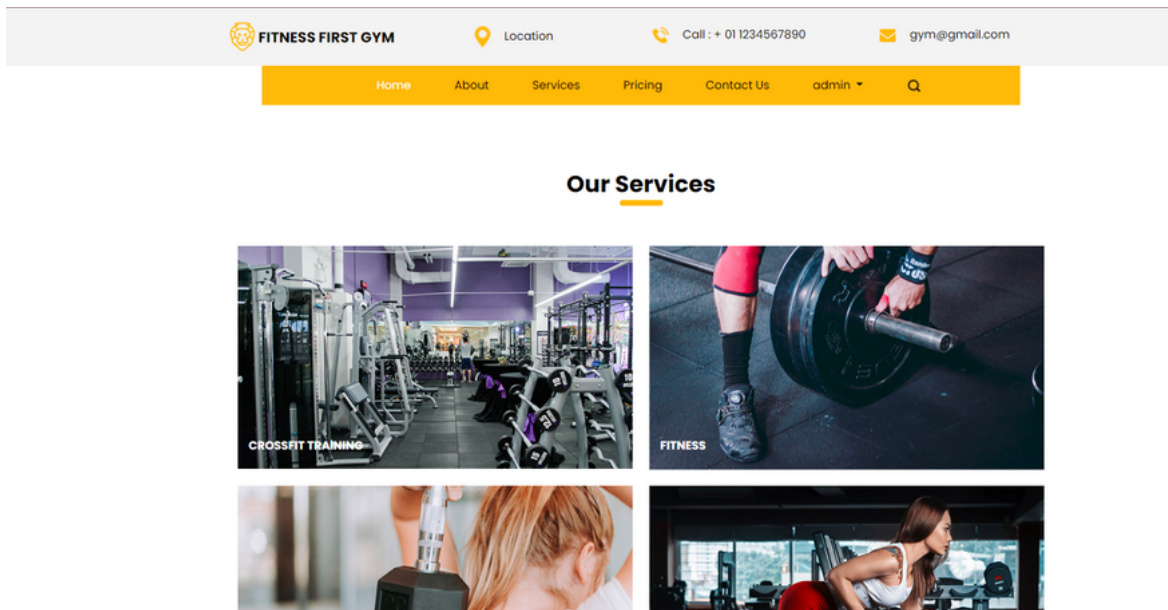 FITNESS FIRST GYM Location Call : + 01 1234567890 gym@gmail.com
Home About Services Pricing Contact Us admin
Our Services
CROSSFIT TRAINING FITNESS